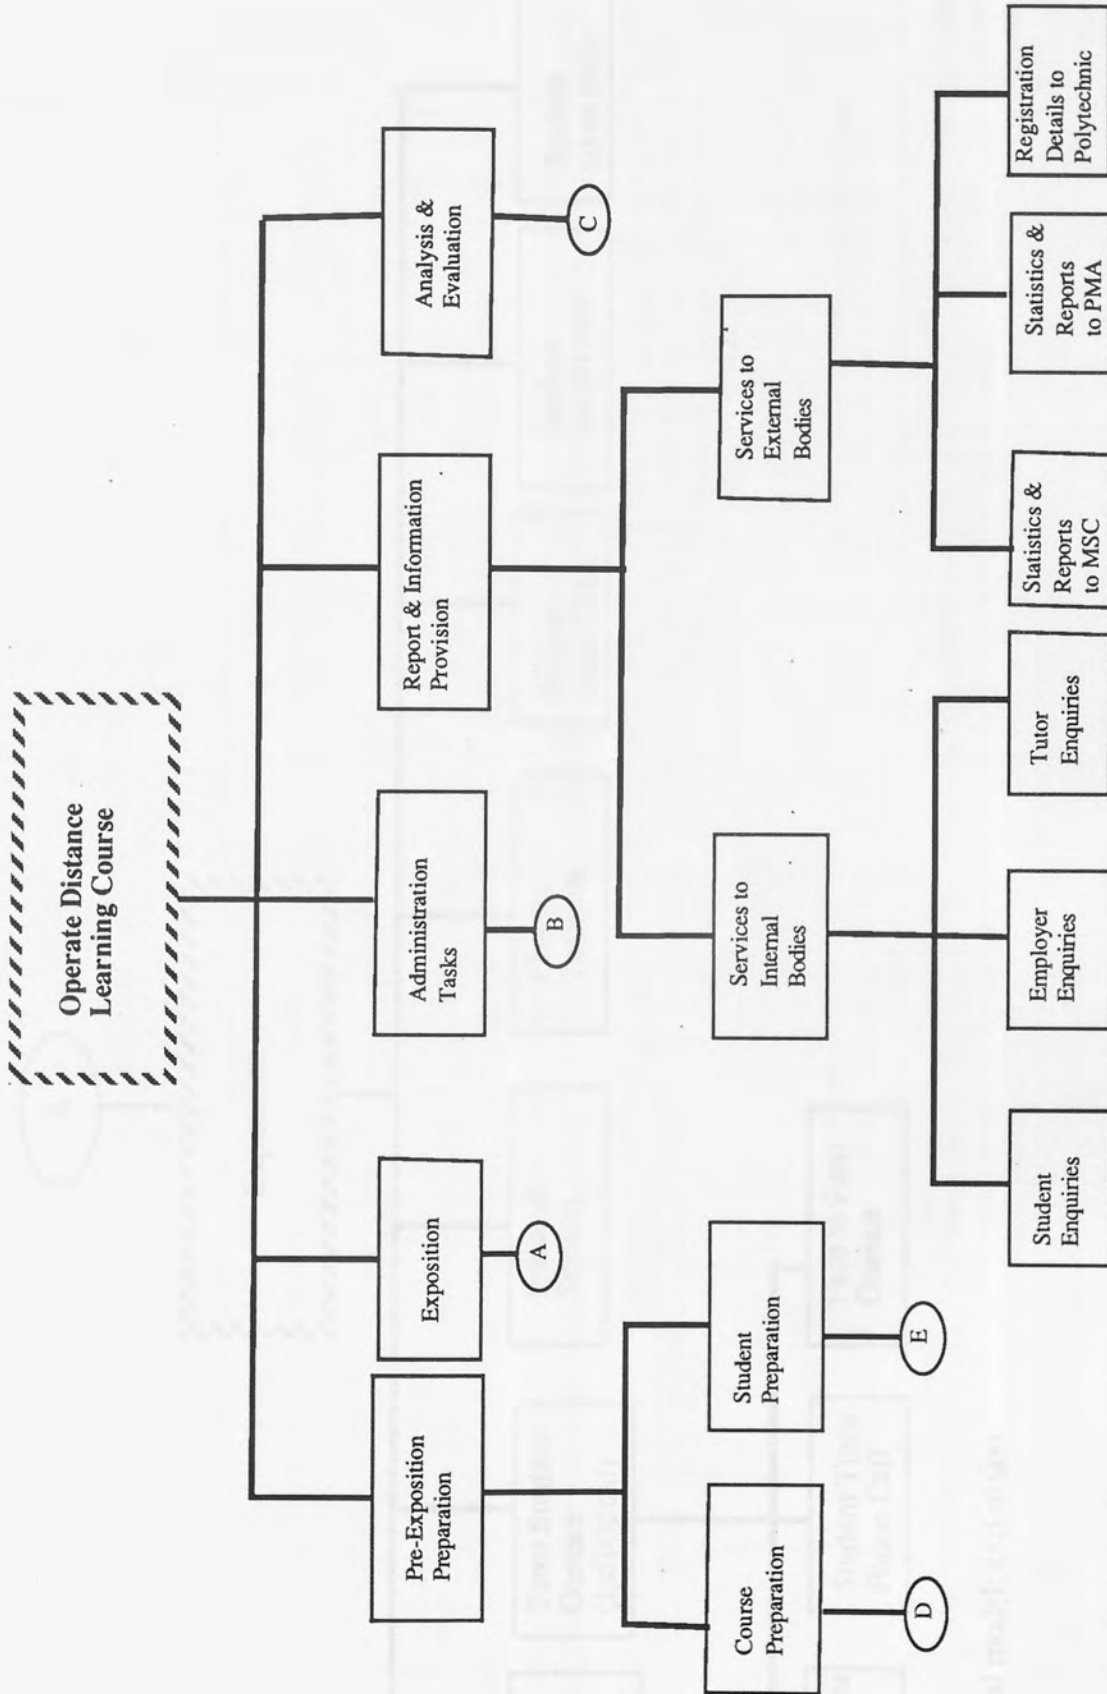 Operate Distance
Learning Course
Pre-Exposition
Preparation
Exposition
Administration
Tasks
Report & Information
Provision
Analysis &
Evaluation
A
B
C
Course
Preparation
Student
Preparation
Services to
Internal
Bodies
Services to
External
Bodies
D
E
Student
Enquiries
Employer
Enquiries
Tutor
Enquiries
Statistics &
Reports
to MSC
Statistics &
Reports
to PMA
Registration
Details to
Polytechnic